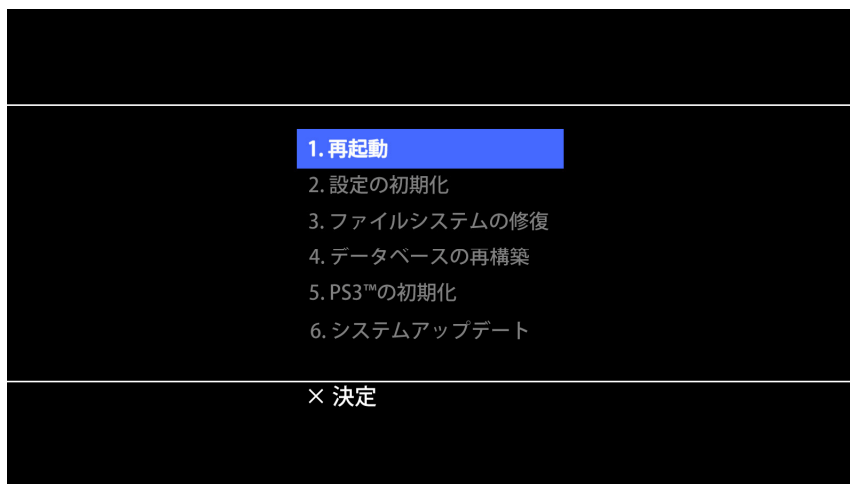 1. 再起動
2. 設定の初期化
3. ファイルシステムの修復
4. データベースの再構築
5. PS3™の初期化
6. システムアップデート
× 決定